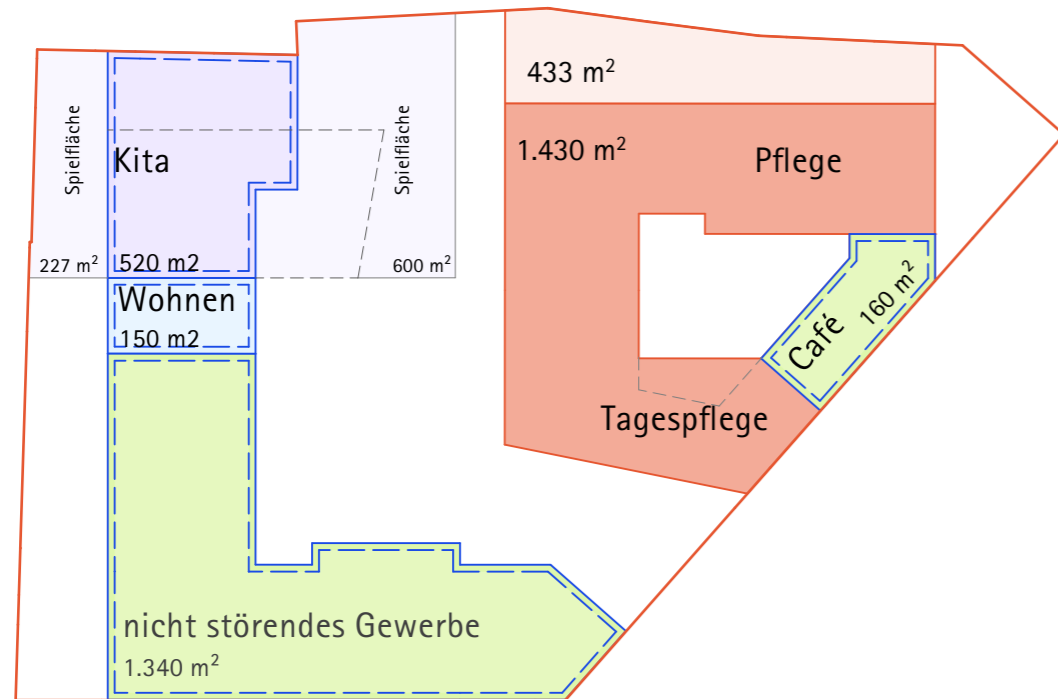 433 m²
1.430 m²
Pflege
Spielfläche
Kita
Spielfläche
227 m²
520 m2
600 m²
Wohnen
150 m2
Café
160 m²
Tagespflege
nicht störendes Gewerbe
1.340 m²